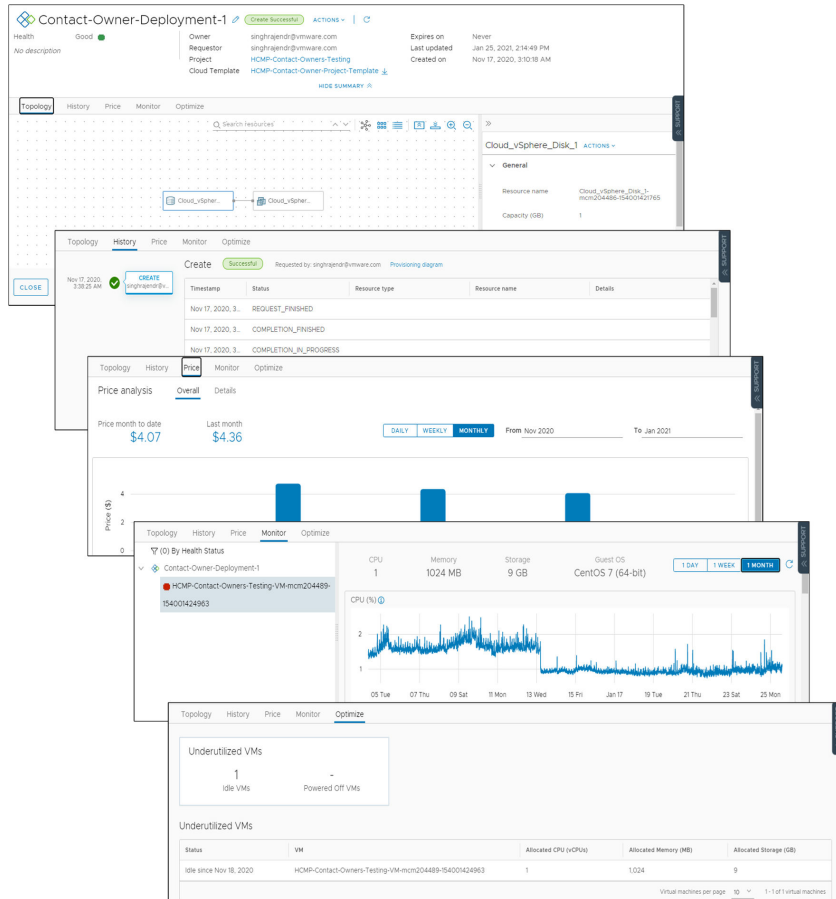 Contact-Owner-Deployment-1 Create Successful ACTIONS
Health Good Owner singhrajendr@vmware.com Expires on Never
No description Requestor singhrajendr@vmware.com Last updated Jan 25, 2021, 2:14:49 PM
Project HCMP-Contact-Owners-Testing Created on Nov 17, 2020, 3:10:18 AM
Cloud Template HCMP-Contact-Owner-Project-Template
HIDE SUMMARY
Topology History Price Monitor Optimize
SUPPORT
Search resources
Cloud_vSphere_Disk_1 ACTIONS
General
Cloud_vSpher... Cloud_vSpher...
Resource name Cloud_vSphere_Disk_1-
mcm204486-154001421765
Capacity (GB) 1
CLOSE
Topology History Price Monitor Optimize
SUPPORT
Create Successful Requested by: singhrajendr@vmware.com Provisioning diagram
Nov 17, 2020, CREATE
3:38:25 AM singhrajendr@v...
Timestamp Status Resource type Resource name Details
Nov 17, 2020, 3... REQUEST_FINISHED
Nov 17, 2020, 3... COMPLETION_FINISHED
Nov 17, 2020, 3... COMPLETION_IN_PROGRESS
Topology History Price Monitor Optimize
SUPPORT
Price analysis Overall Details
Price month to date Last month
$4.07 $4.36
DAILY WEEKLY MONTHLY From Nov 2020 To Jan 2021
Price ($)
4
2
0
Topology History Price Monitor Optimize
SUPPORT
(0) By Health Status
Contact-Owner-Deployment-1
HCMP-Contact-Owners-Testing-VM-mcm204489-
154001424963
CPU Memory Storage Guest OS
1 1024 MB 9 GB CentOS 7 (64-bit)
1 DAY 1 WEEK 1 MONTH
CPU (%)
2
1
05 Tue 07 Thu 09 Sat 11 Mon 13 Wed 15 Fri Jan 17 19 Tue 21 Thu 23 Sat 25 Mon
Topology History Price Monitor Optimize
Underutilized VMs
1 -
Idle VMs Powered Off VMs
Underutilized VMs
Status VM Allocated CPU (vCPUs) Allocated Memory (MB) Allocated Storage (GB)
Idle since Nov 18, 2020 HCMP-Contact-Owners-Testing-VM-mcm204489-154001424963 1 1,024 9
Virtual machines per page 10 1 - 1 of 1 virtual machines